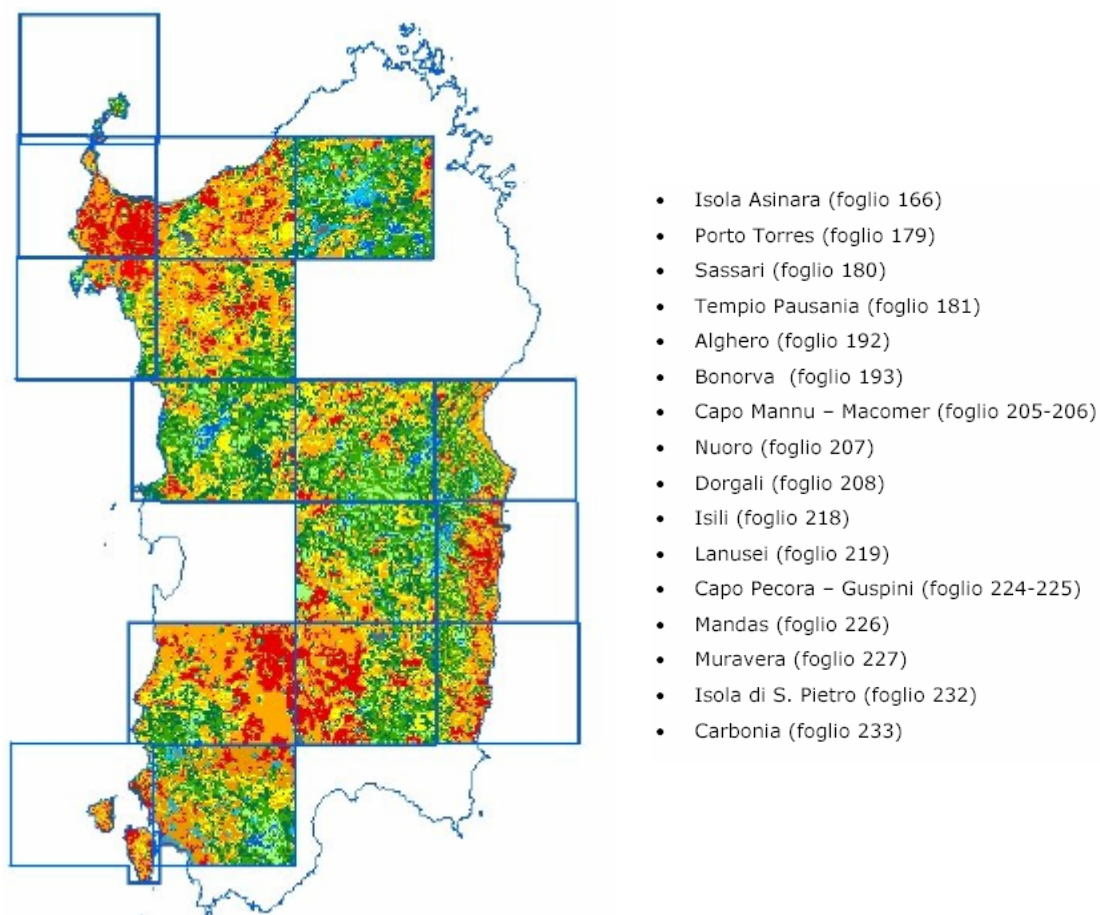 • Isola Asinara (foglio 166)
• Porto Torres (foglio 179)
• Sassari (foglio 180)
• Tempio Pausania (foglio 181)
• Alghero (foglio 192)
• Bonorva  (foglio 193)
• Capo Mannu – Macomer (foglio 205-206)
• Nuoro (foglio 207)
• Dorgali (foglio 208)
• Isili (foglio 218)
• Lanusei (foglio 219)
• Capo Pecora – Guspini (foglio 224-225)
• Mandas (foglio 226)
• Muravera (foglio 227)
• Isola di S. Pietro (foglio 232)
• Carbonia (foglio 233)